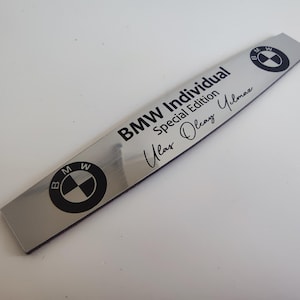 BMW
BMW Individual
Special Edition
Ulas Olcay Yilmaz
BMW